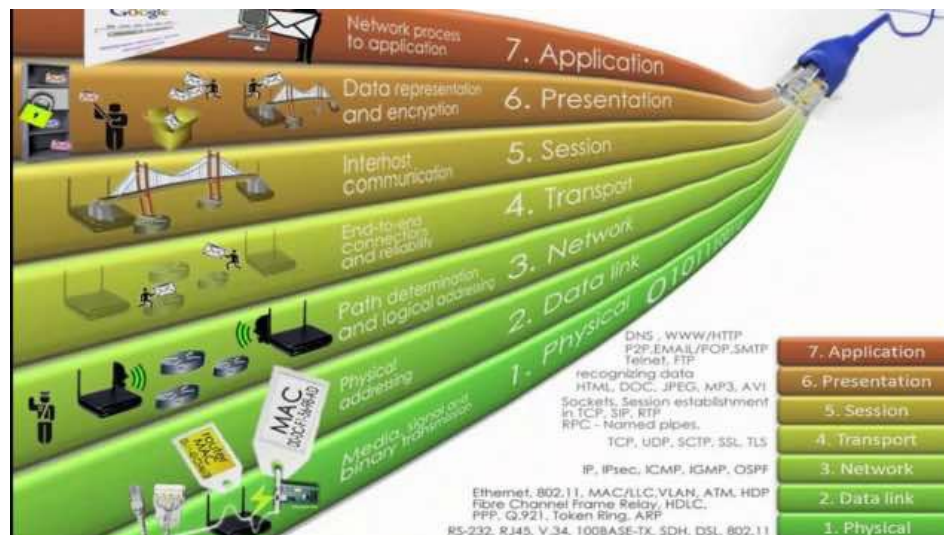 Google
Network process
to application
7. Application
Data representation
and encryption
6. Presentation
Interhost
communication
5. Session
End-to-end
connections
and reliability
4. Transport
Path determination
and logical addressing
3. Network
Physical
addressing
2. Data link
Media, signal and
binary transmission
1. Physical
MAC
DNS , WWW/HTTP
P2P,EMAIL/POP,SMTP
Telnet, FTP
7. Application
recognizing data
HTML, DOC, JPEG, MP3, AVI
6. Presentation
Sockets, Session establishment
in TCP, SIP, RTP
RPC - Named pipes.
5. Session
TCP, UDP, SCTP, SSL, TLS
4. Transport
IP, IPsec, ICMP, IGMP, OSPF
3. Network
Ethernet, 802.11, MAC/LLC,VLAN, ATM, HDP
Fibre Channel Frame Relay, HDLC,
PPP, Q.921, Token Ring, ARP
2. Data link
RS-232, RJ45, V.34, 100BASE-TX, SDH, DSL, 802.11
1. Physical